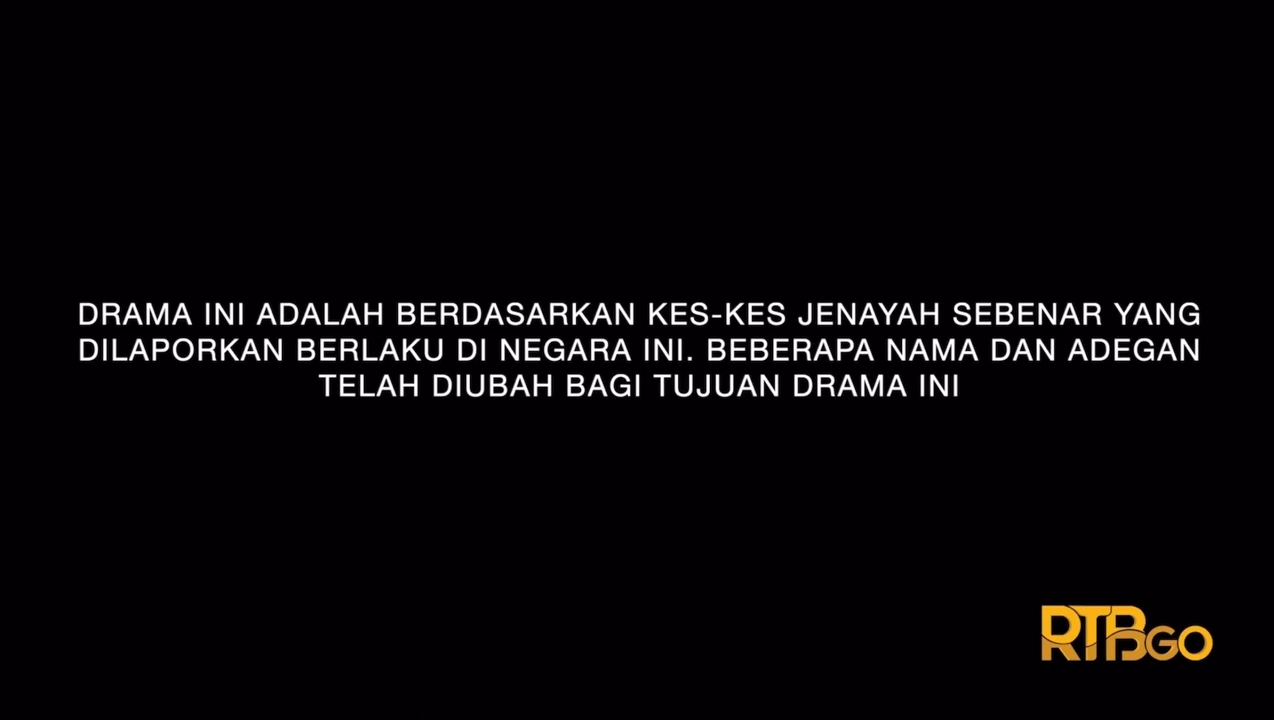 DRAMA INI ADALAH BERDASARKAN KES-KES JENAYAH SEBENAR YANG
DILAPORKAN BERLAKU DI NEGARA INI. BEBERAPA NAMA DAN ADEGAN
TELAH DIUBAH BAGI TUJUAN DRAMA INI
RTBGO